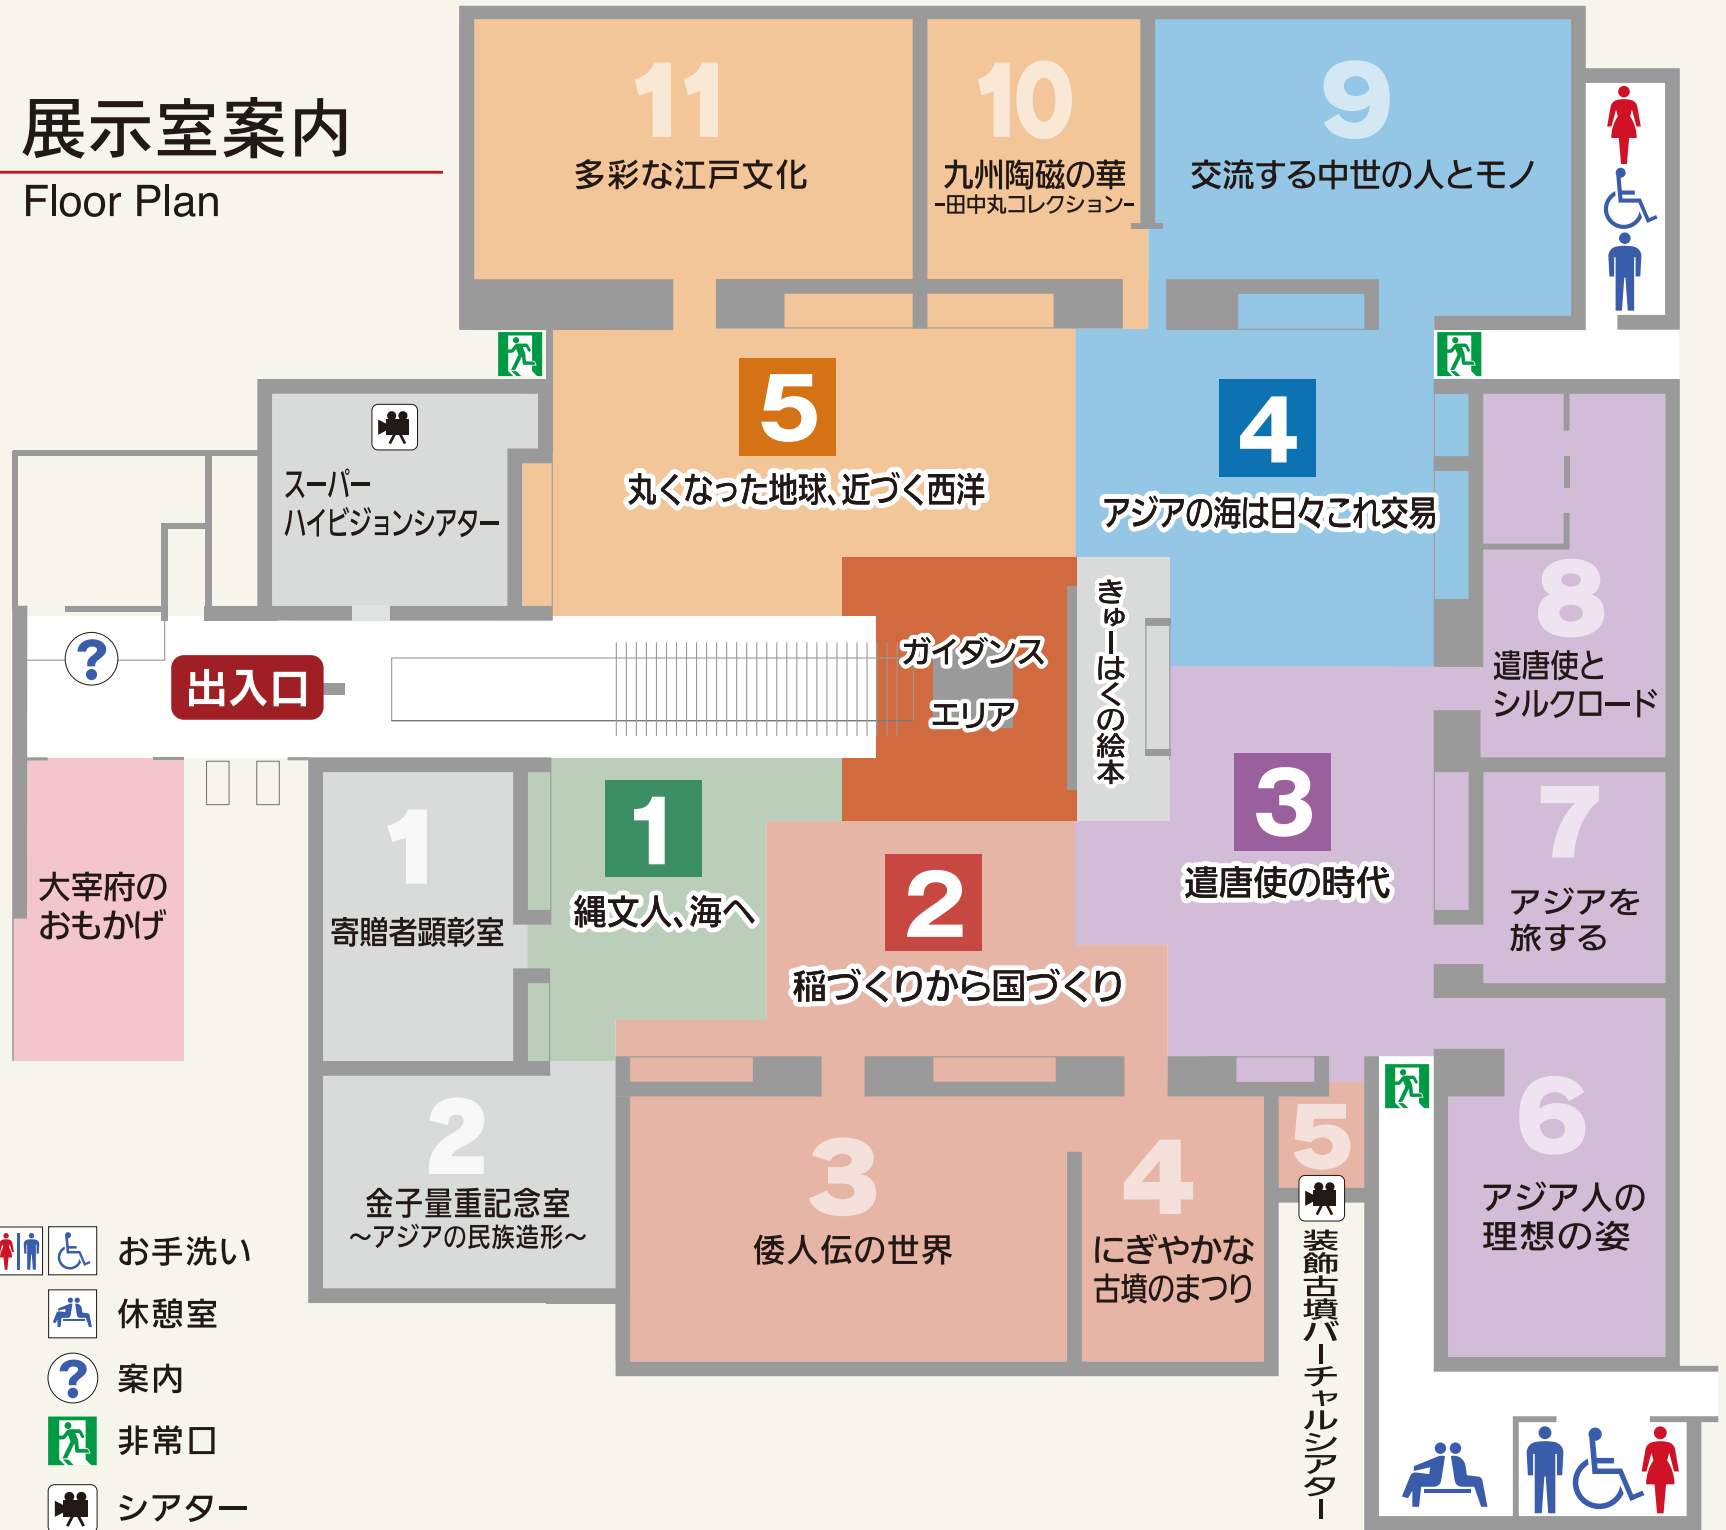 展示室案内
Floor Plan
11
多彩な江戸文化
10
九州陶磁の華
-田中丸コレクション-
9
交流する中世の人とモノ
5
丸くなった地球、近づく西洋
4
アジアの海は日々これ交易
スーパー
ハイビジョンシアター
8
遣唐使と
シルクロード
?
出入口
ガイダンス
エリア
きゅーはくの絵本
3
遣唐使の時代
7
アジアを
旅する
1
寄贈者顕彰室
1
縄文人、海へ
2
稲づくりから国づくり
大宰府の
おもかげ
2
金子量重記念室
～アジアの民族造形～
3
倭人伝の世界
4
にぎやかな
古墳のまつり
5
装飾古墳バーチャルシアター
6
アジア人の
理想の姿
お手洗い
休憩室
?
案内
非常口
シアター